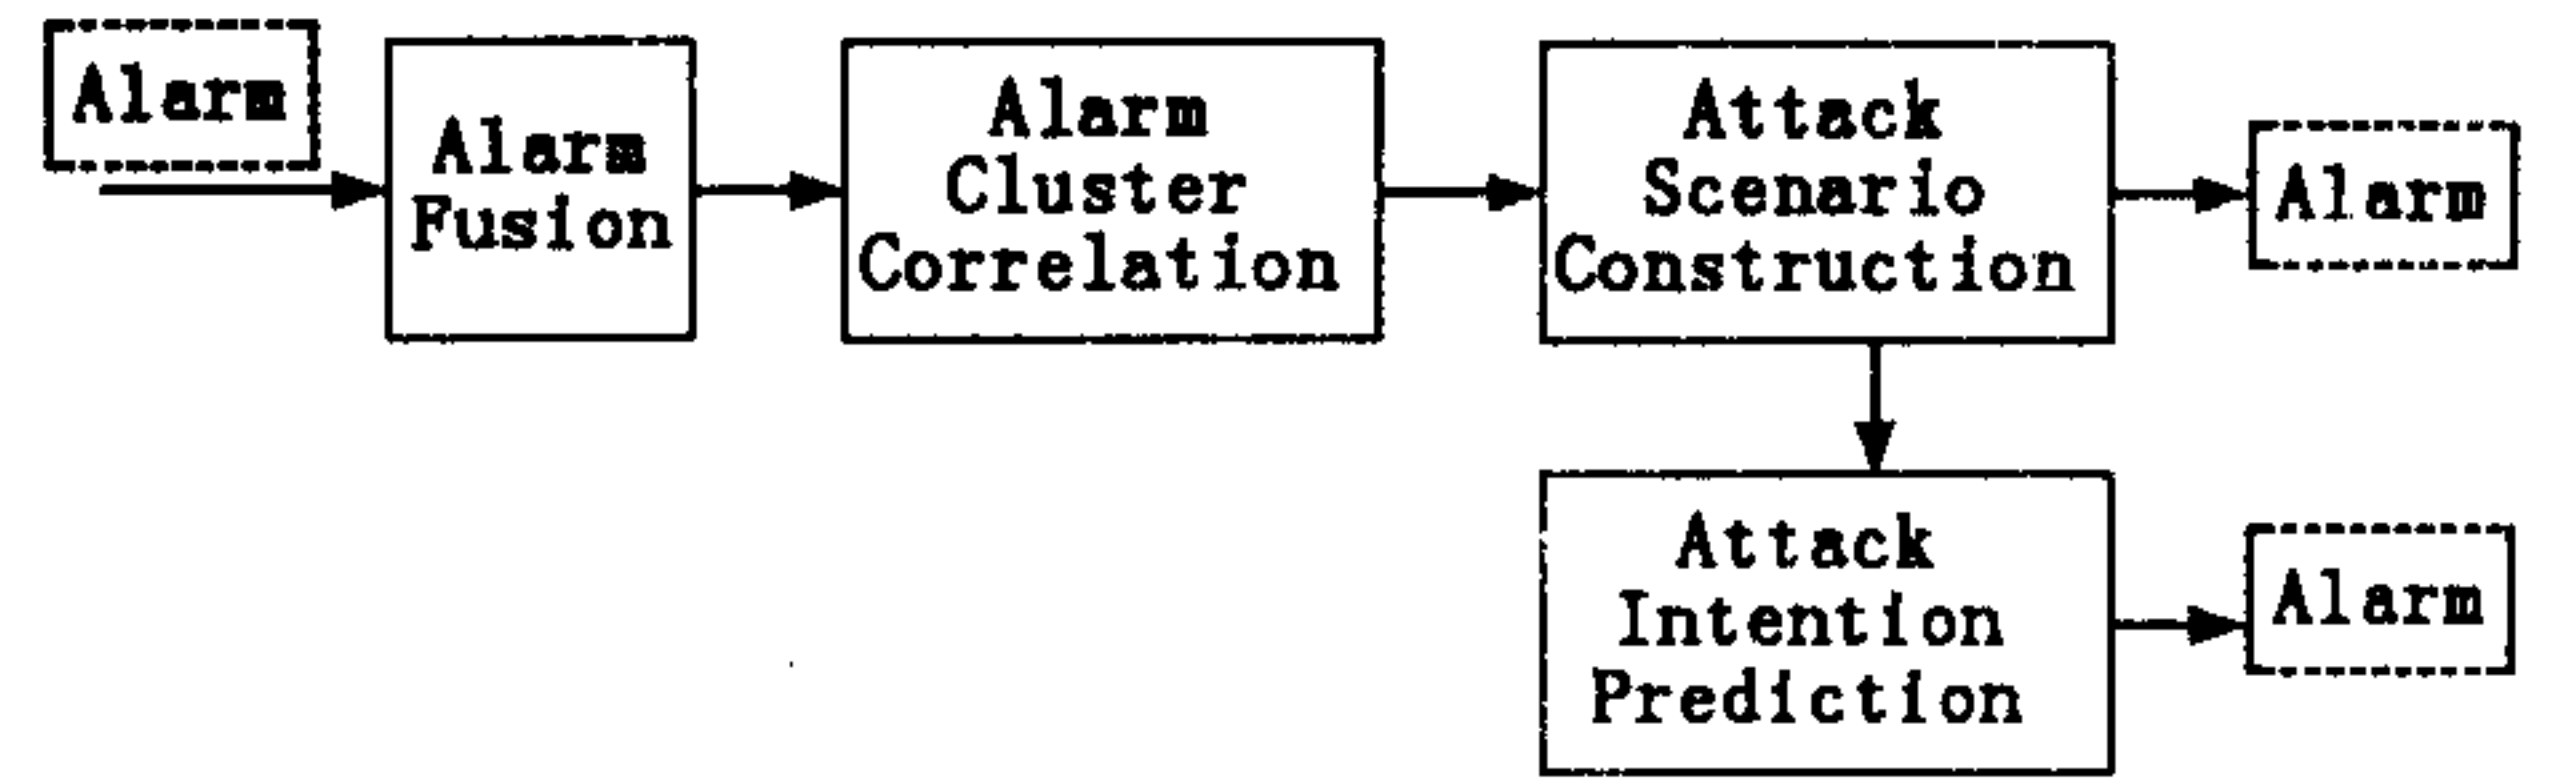 Alarm
Alarm
Fusion
Alarm
Cluster
Correlation
Attack
Scenario
Construction
Alarm
Attack
Intention
Prediction
Alarm